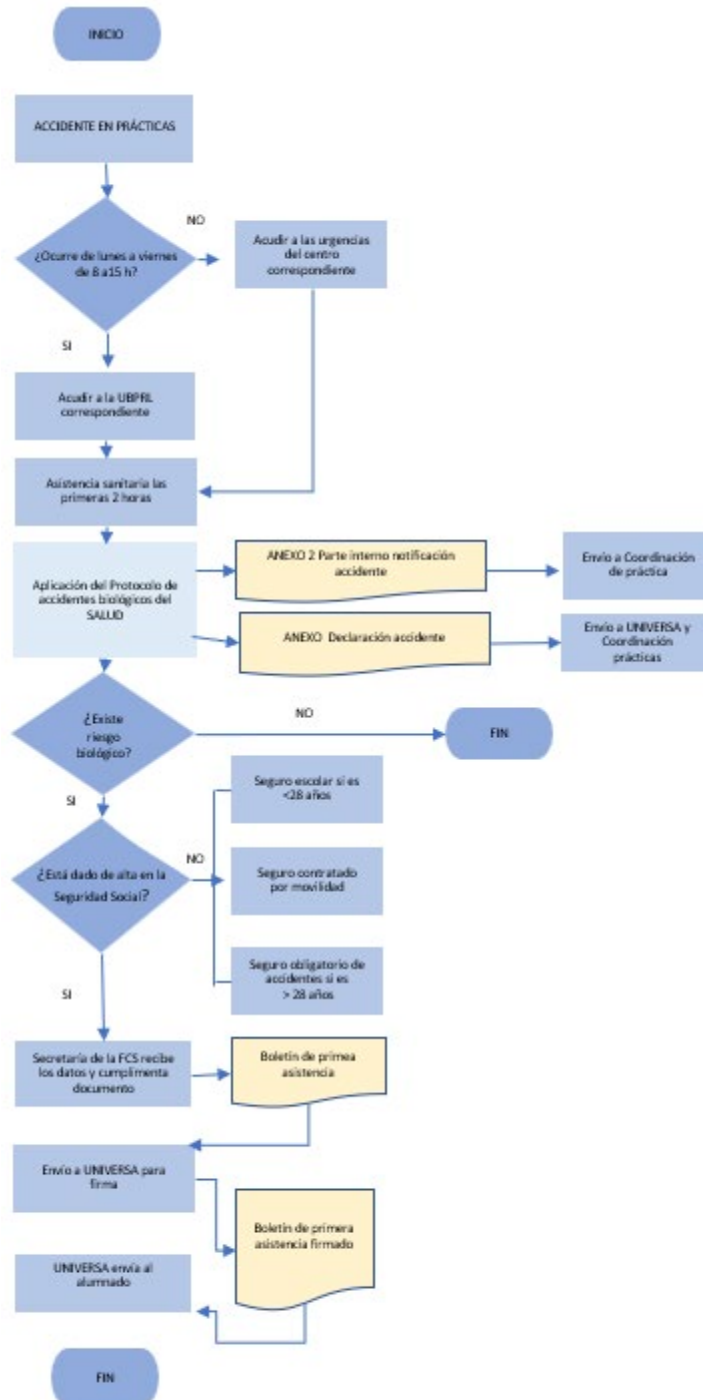 INICIO
ACCIDENTE EN PRÁCTICAS
NO
¿Ocurre de lunes a viernes
de 8 a15 h?
Acudir a las urgencias
del centro
correspondiente
SI
Acudir a la UBPRL
correspondiente
Asistencia sanitaria las
primeras 2 horas
Aplicación del Protocolo de
accidentes biológicos del
SALUD
ANEXO 2 Parte interno notificación
accidente
Envío a Coordinación
de práctica
ANEXO Declaración accidente
Envío a UNIVERSA y
Coordinación
prácticas
¿Existe
riesgo
biológico?
NO
FIN
SI
¿Está dado de alta en la
Seguridad Social?
NO
Seguro escolar si es
<28 años
Seguro contratado
por movilidad
Seguro obligatorio de
accidentes si es
> 28 años
SI
Secretaría de la FCS recibe
los datos y cumplimenta
documento
Boletín de primea
asistencia
Envío a UNIVERSA para
firma
Boletín de primera
asistencia firmado
UNIVERSA envía al
alumnado
FIN